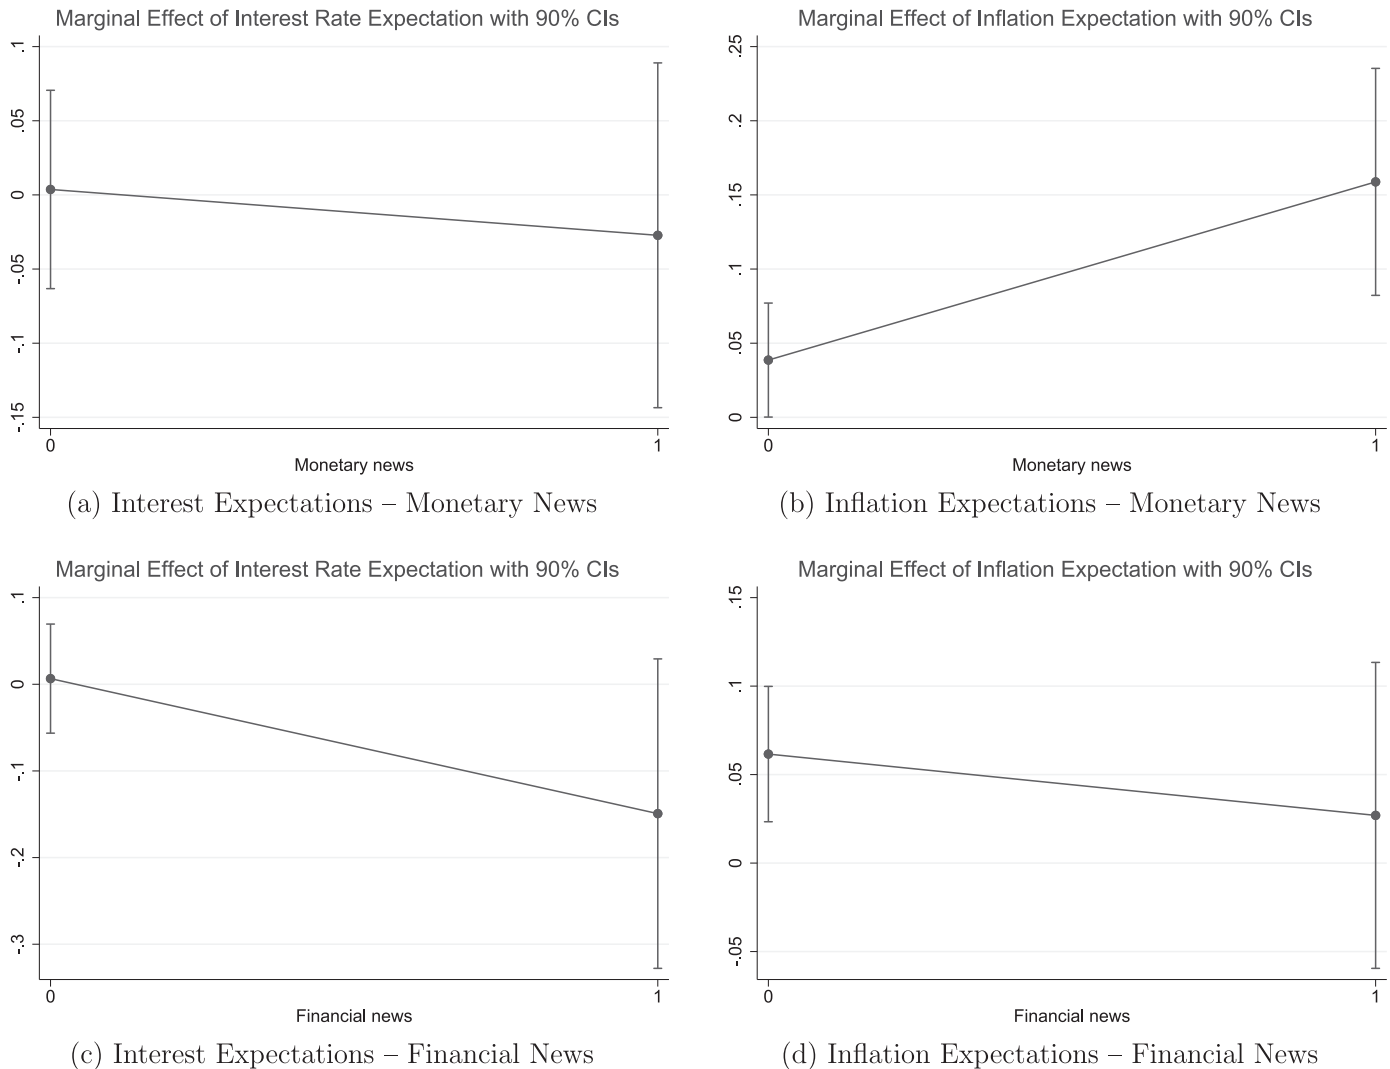 Marginal Effect of Interest Rate Expectation with 90% CIs
.1
.05
0
-.05
-.1
-.15
0 1
Monetary news
(a) Interest Expectations – Monetary News
Marginal Effect of Inflation Expectation with 90% CIs
.25
.2
.15
.1
.05
0
0 1
Monetary news
(b) Inflation Expectations – Monetary News
Marginal Effect of Interest Rate Expectation with 90% CIs
.1
0
-.1
-.2
-.3
0 1
Financial news
(c) Interest Expectations – Financial News
Marginal Effect of Inflation Expectation with 90% CIs
.15
.1
.05
0
-.05
0 1
Financial news
(d) Inflation Expectations – Financial News